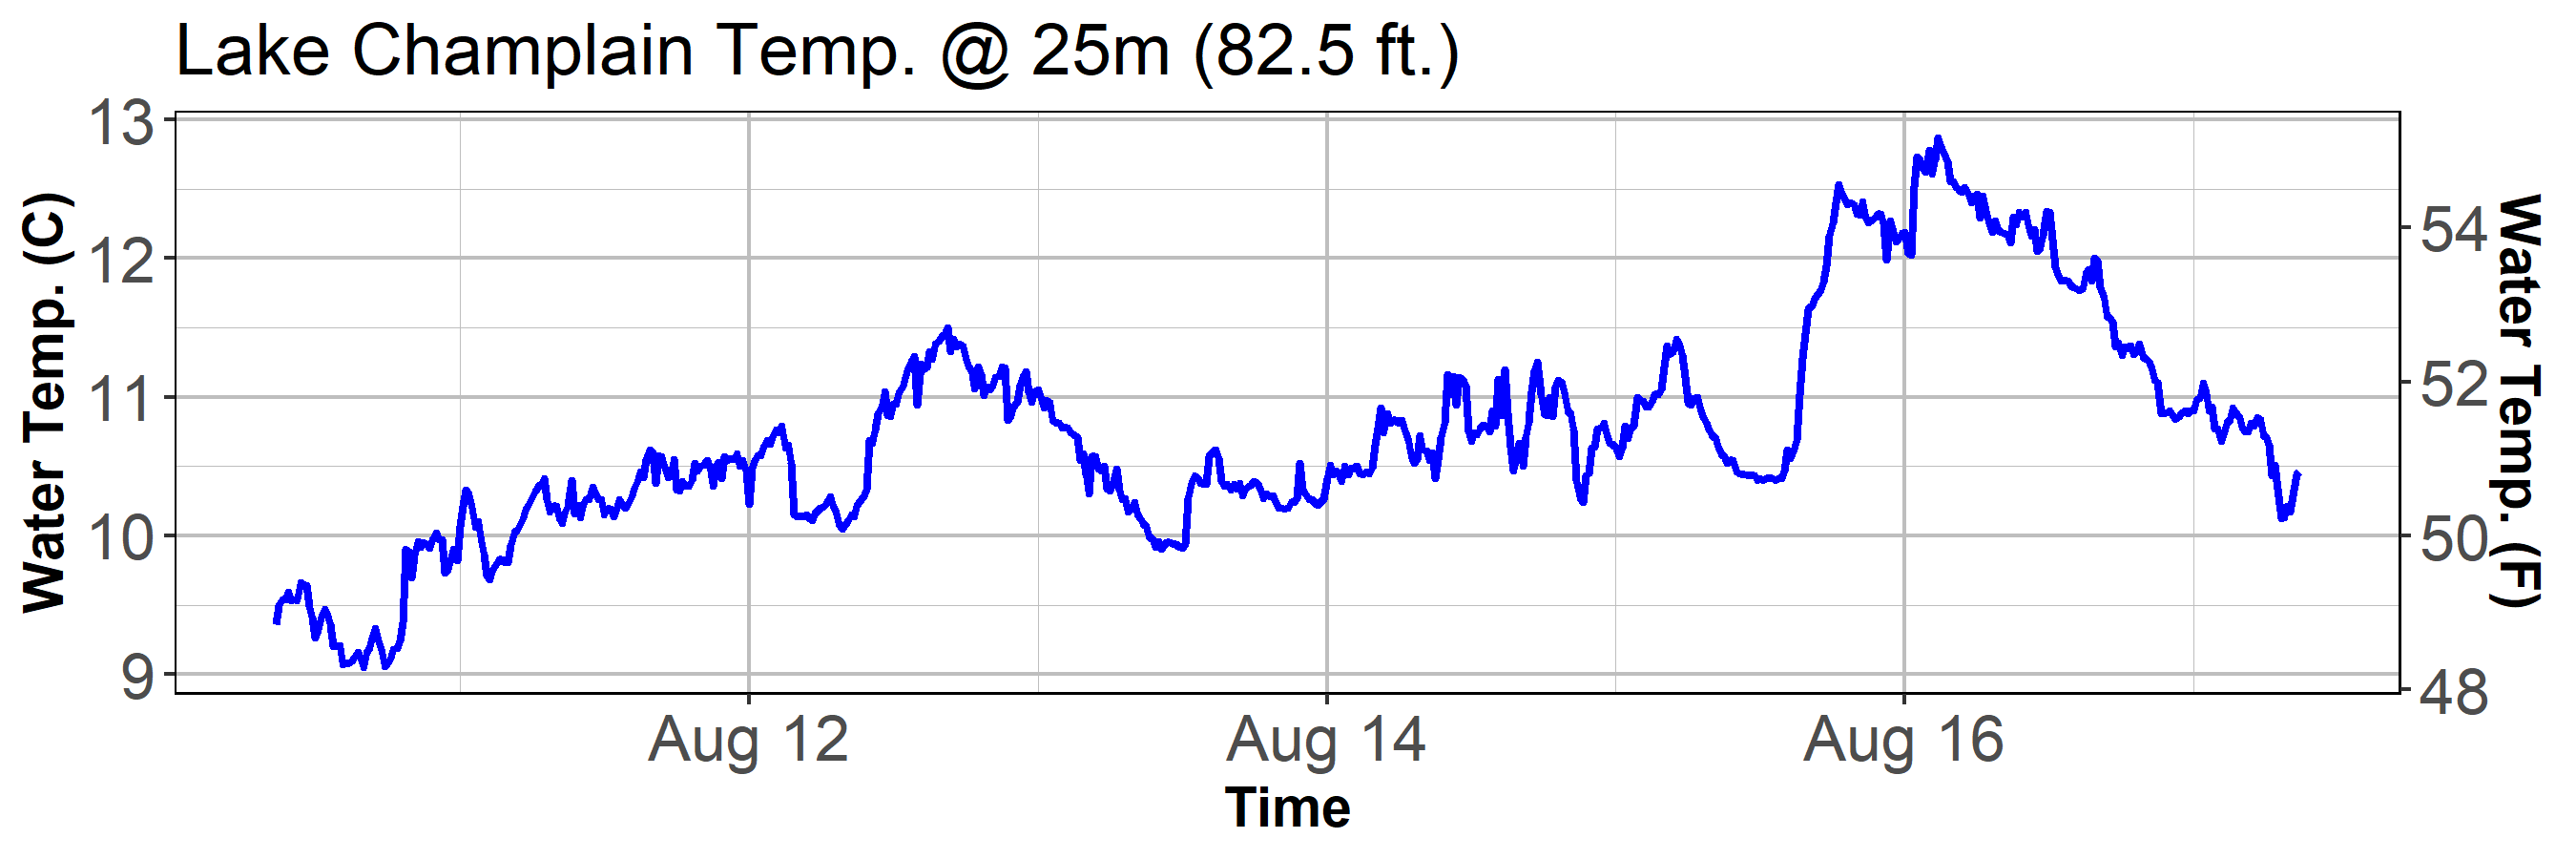 Lake Champlain Temp. @ 25m (82.5 ft.)
Water Temp. (C)
13
12
11
10
9
54
52
50
48
Water Temp. (F)
Aug 12
Aug 14
Aug 16
Time